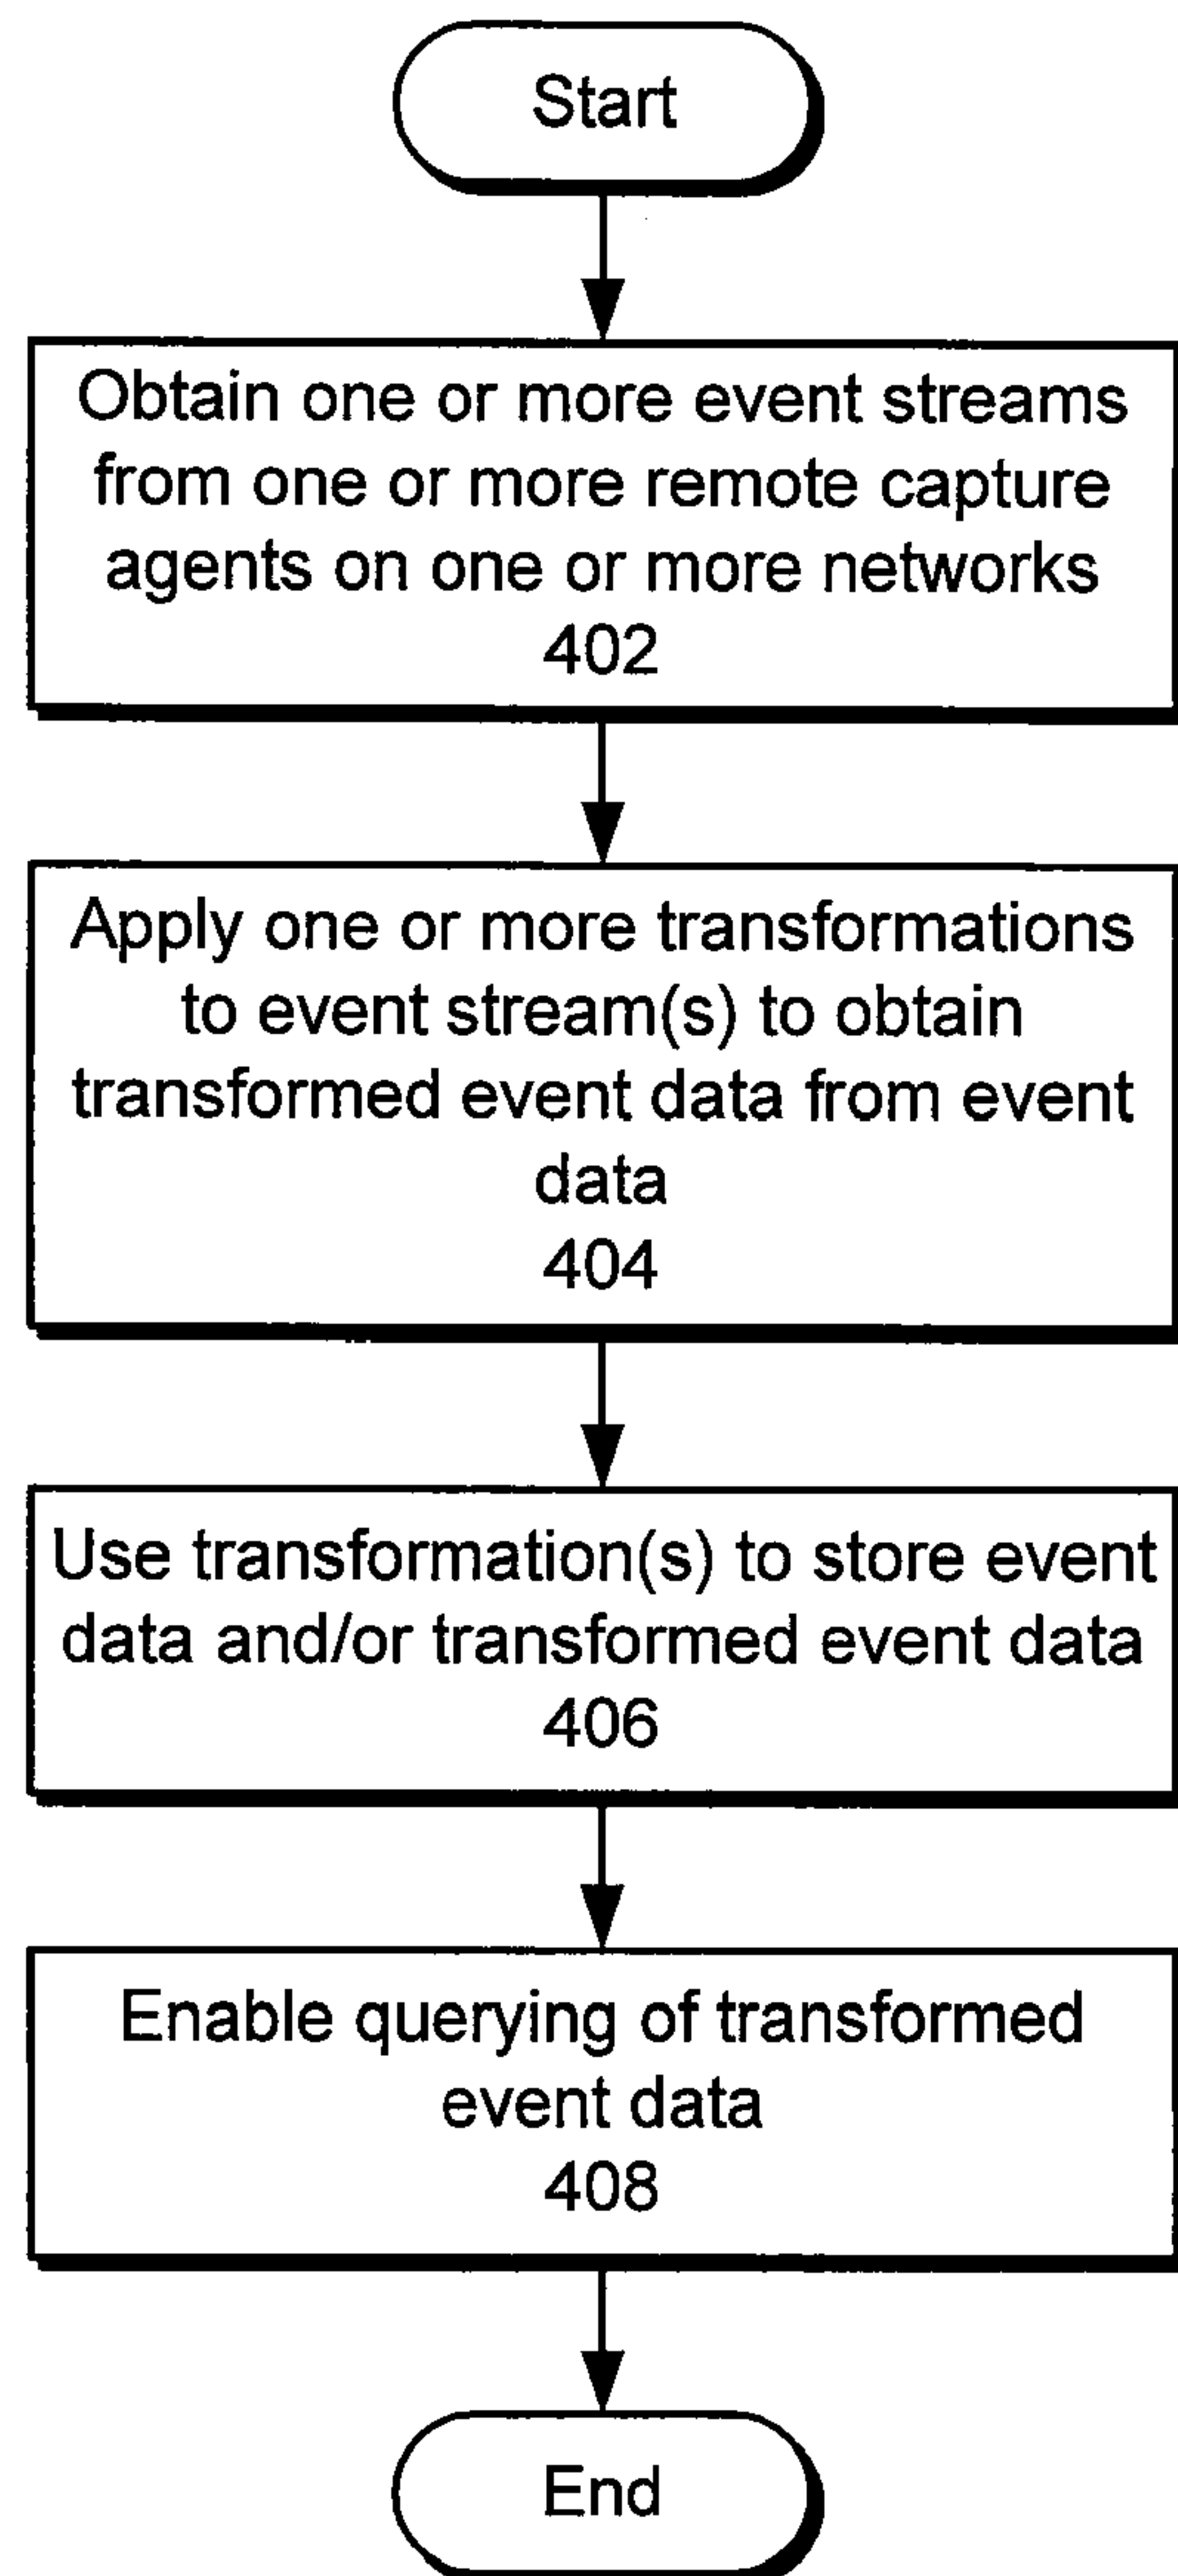 Start
Obtain one or more event streams
from one or more remote capture
agents on one or more networks
402
Apply one or more transformations
to event stream(s) to obtain
transformed event data from event
data
404
Use transformation(s) to store event
data and/or transformed event data
406
Enable querying of transformed
event data
408
End